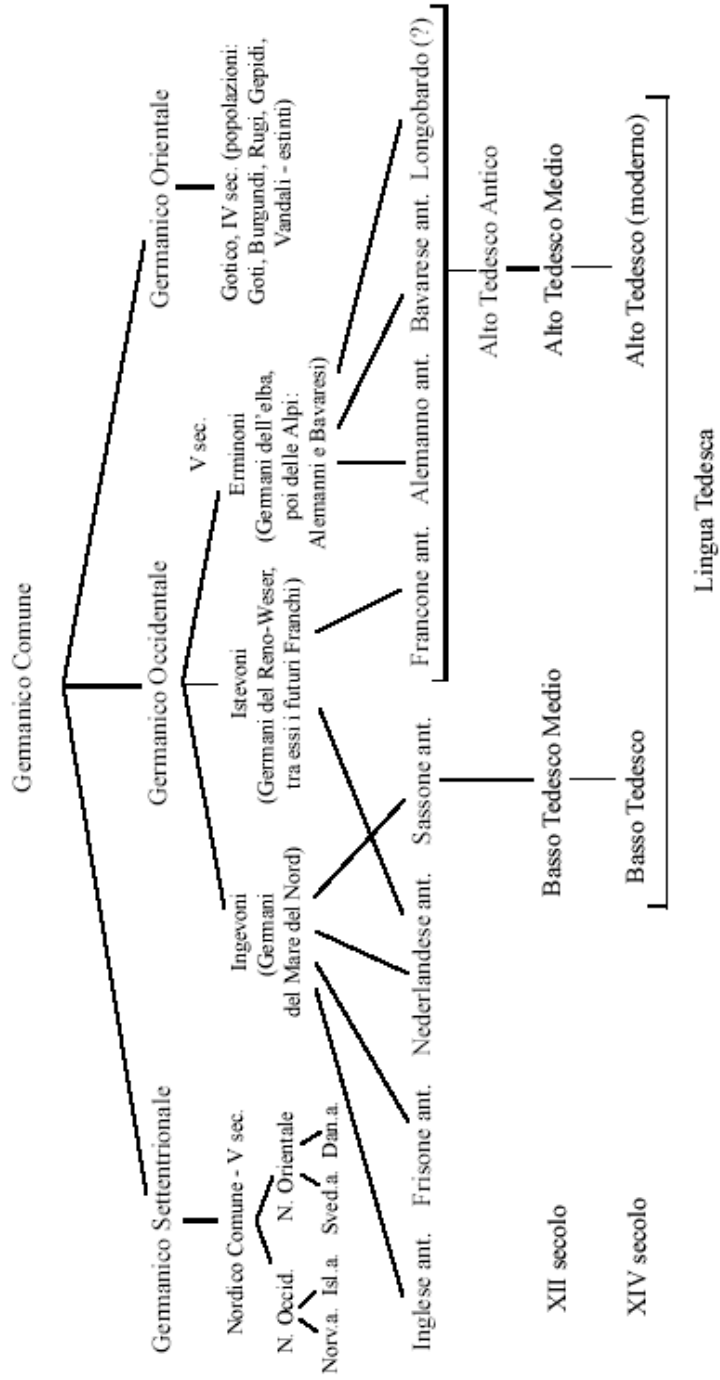 Germanico Comune
Germanico Settentrionale
Germanico Occidentale
Germanico Orientale
Nordico Comune - V sec.
N. Occid.
N. Orientale
Norv.a.
Isl.a.
Sved.a.
Dan.a.
Ingevoni
(Germani
del Mare del Nord)
Istevoni
(Germani del Reno-Weser,
tra essi i futuri Franchi)
V sec.
Erminoni
(Germani dell'elba,
poi delle Alpi:
Alemanni e Bavaresi)
Gotico, IV sec. (popolazioni:
Goti, Burgundi, Rugi, Gepidi,
Vandali - estinti)
Inglese ant.
Frisone ant.
Nederlandese ant.
Sassone ant.
Francone ant.
Alemanno ant.
Bavarese ant.
Longobardo (?)
Alto Tedesco Antico
XII secolo
Basso Tedesco Medio
Alto Tedesco Medio
XIV secolo
Basso Tedesco
Alto Tedesco (moderno)
Lingua Tedesca